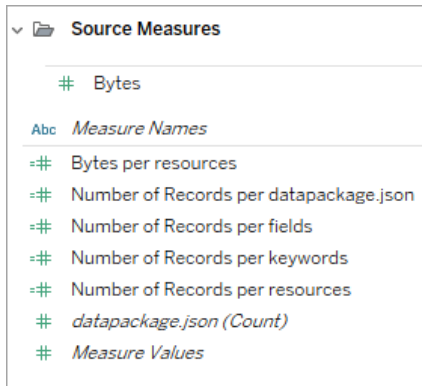 Source Measures
# Bytes
Abc Measure Names
=# Bytes per resources
=# Number of Records per datapackage.json
=# Number of Records per fields
=# Number of Records per keywords
=# Number of Records per resources
# datapackage.json (Count)
# Measure Values